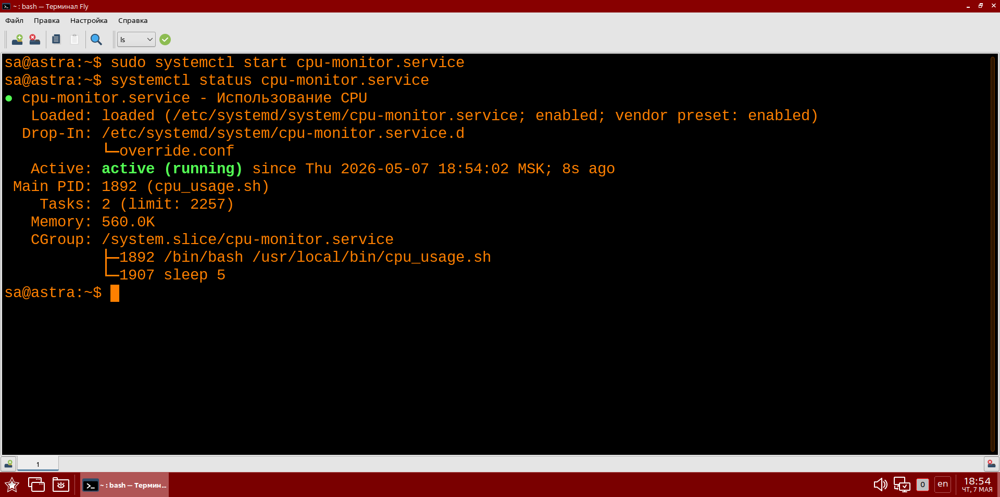 ~ : bash — Терминал Fly
Файл Правка Настройка Справка
ls
sa@astra:~$ sudo systemctl start cpu-monitor.service
sa@astra:~$ systemctl status cpu-monitor.service
● cpu-monitor.service - Использование CPU
   Loaded: loaded (/etc/systemd/system/cpu-monitor.service; enabled; vendor preset: enabled)
  Drop-In: /etc/systemd/system/cpu-monitor.service.d
           └─override.conf
   Active: active (running) since Thu 2026-05-07 18:54:02 MSK; 8s ago
 Main PID: 1892 (cpu_usage.sh)
    Tasks: 2 (limit: 2257)
   Memory: 560.0K
   CGroup: /system.slice/cpu-monitor.service
           ├─1892 /bin/bash /usr/local/bin/cpu_usage.sh
           └─1907 sleep 5
sa@astra:~$
1
~ : bash — Термин...
0
en
18:54
ЧТ, 7 МАЯ